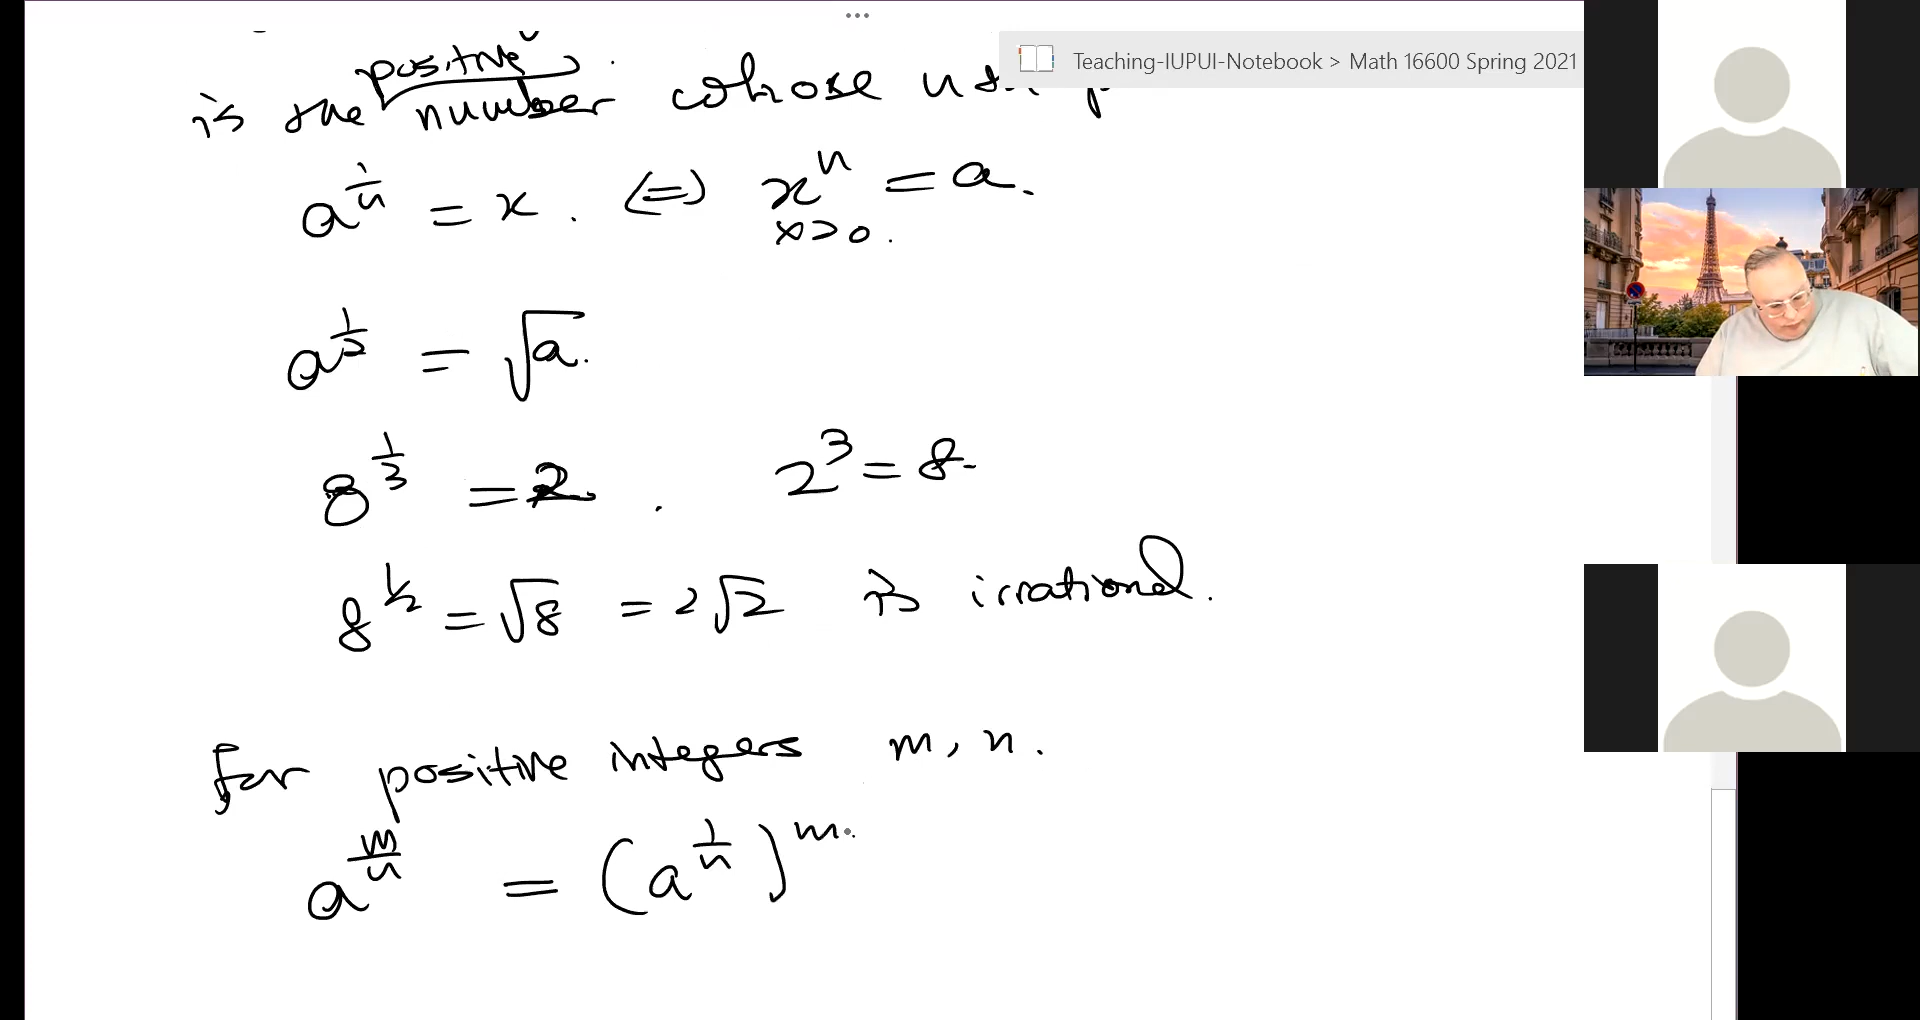 Teaching-IUPUI-Notebook > Math 16600 Spring 2021
positive
is the number whose nth
a^{1/n} = x. ⇔ x^n = a.
x>0.
a^{1/2} = √a.
8^{1/3} = 2. 2^3 = 8.
8^{1/2} = √8 = 2√2 is irrational.
For positive integers m, n.
a^{m/n} = (a^{1/n})^m.